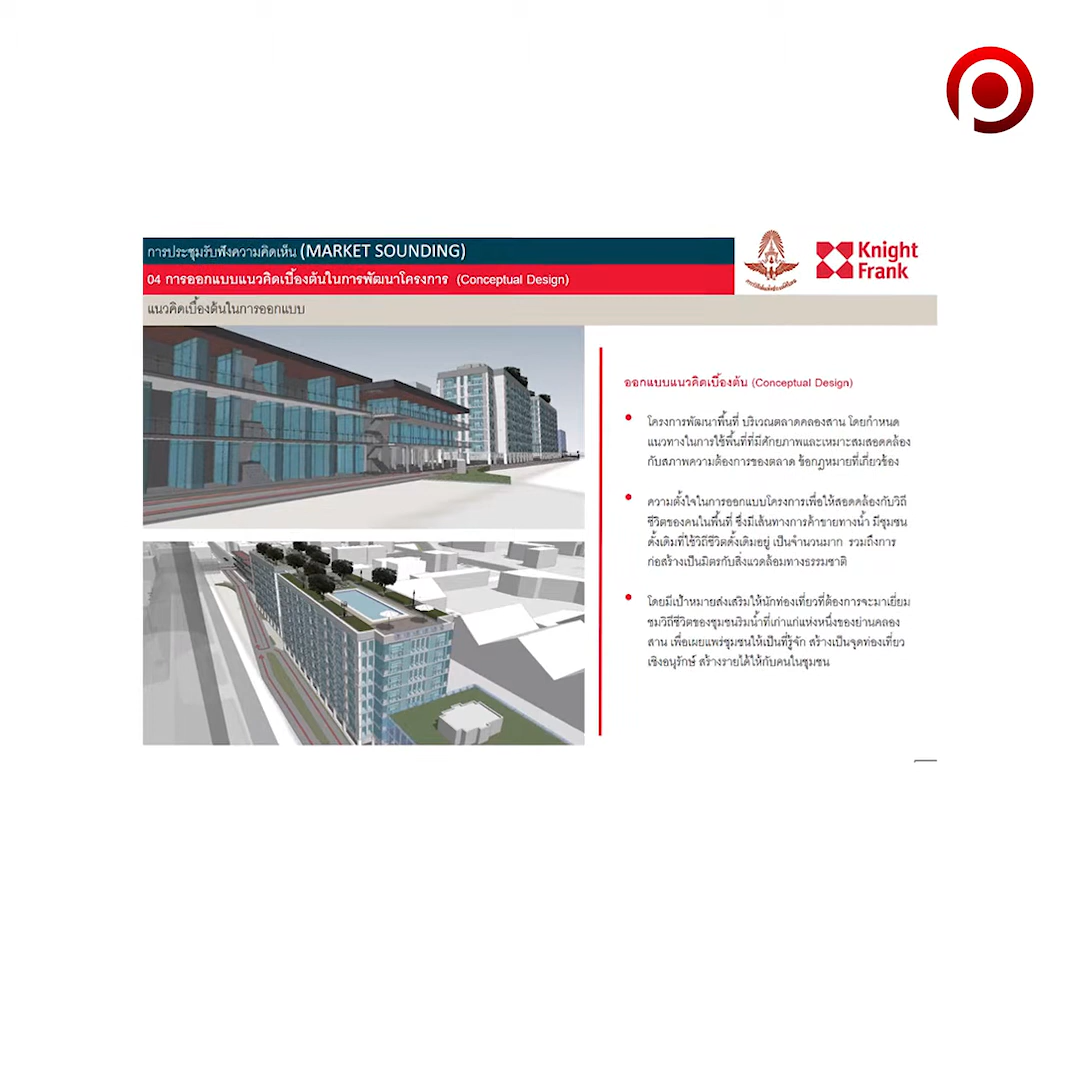 การประชุมรับฟังความคิดเห็น (MARKET SOUNDING)
04 การออกแบบแนวคิดเบื้องต้นในการพัฒนาโครงการ (Conceptual Design)
แนวคิดเบื้องต้นในการออกแบบ
Knight
Frank
ออกแบบแนวคิดเบื้องต้น (Conceptual Design)
โครงการพัฒนาพื้นที่ บริเวณตลาดคลองสาน โดยกำหนด
แนวทางในการใช้พื้นที่ที่มีศักยภาพและเหมาะสมสอดคล้อง
กับสภาพความต้องการของตลาด ข้อกฎหมายที่เกี่ยวข้อง
ความตั้งใจในการออกแบบโครงการเพื่อให้สอดคล้องกับวิถี
ชีวิตของคนในพื้นที่ ซึ่งมีเส้นทางการค้าขายทางน้ำ มีชุมชน
ดั้งเดิมที่ใช้วิถีชีวิตดั้งเดิมอยู่ เป็นจำนวนมาก รวมถึงการ
ก่อสร้างเป็นมิตรกับสิ่งแวดล้อมทางธรรมชาติ
โดยมีเป้าหมายส่งเสริมให้นักท่องเที่ยวที่ต้องการจะมาเยี่ยม
ชมวิถีชีวิตของชุมชนริมน้ำที่เก่าแก่แห่งหนึ่งของย่านคลอง
สาน เพื่อเผยแพร่ชุมชนให้เป็นที่รู้จัก สร้างเป็นจุดท่องเที่ยว
เชิงอนุรักษ์ สร้างรายได้ให้กับคนในชุมชน